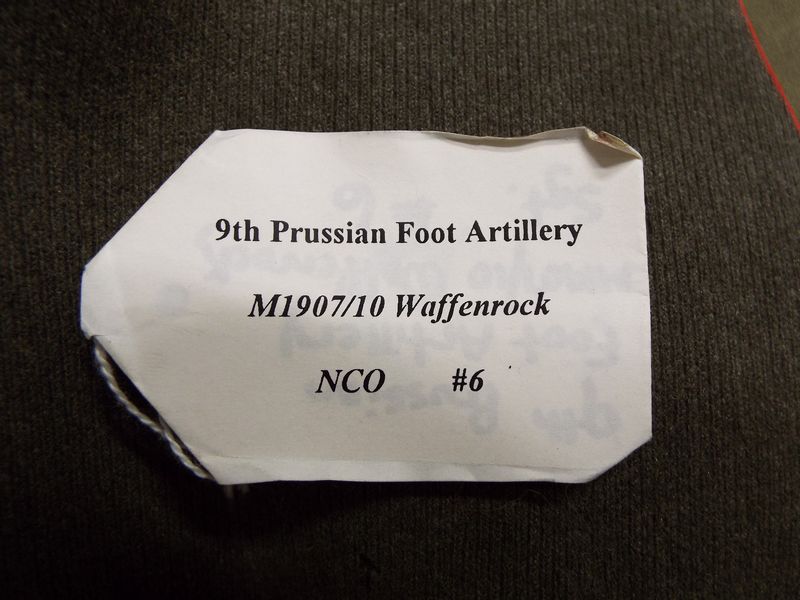 9th Prussian Foot Artillery
M1907/10 Waffenrock
NCO #6